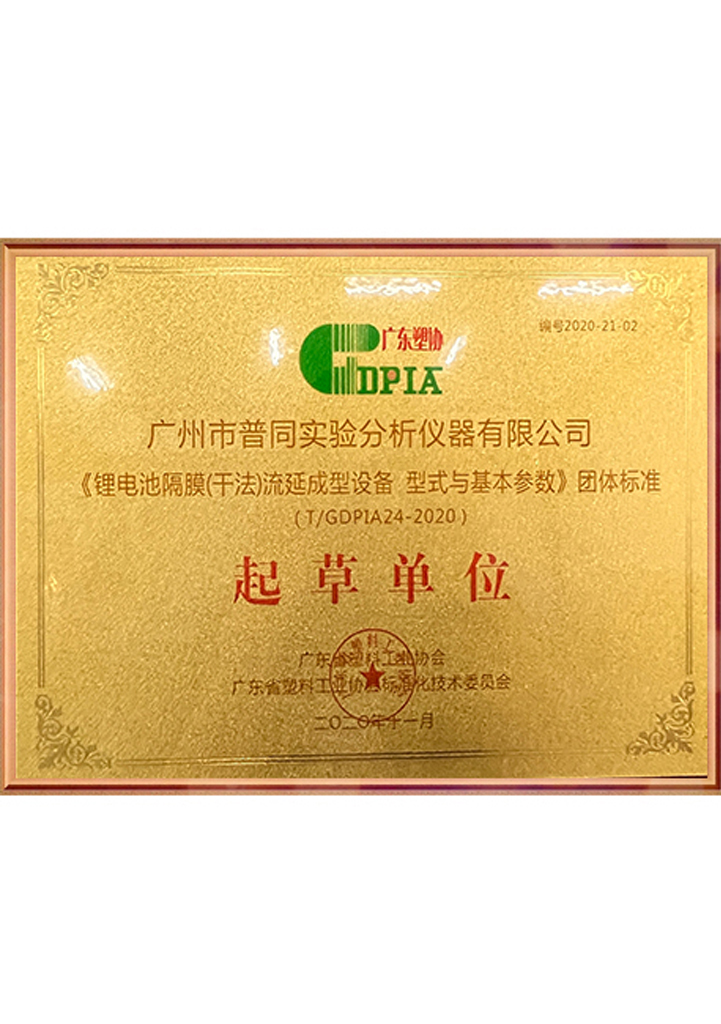 编号2020-21-02
广东塑协
GDPIA
广州市普同实验分析仪器有限公司
《锂电池隔膜(干法)流延成型设备 型式与基本参数》团体标准
(T/GDPIA24-2020)
起草单位
广东省塑料工业协会
广东省塑料工业协会标准化技术委员会
二〇二〇年十一月